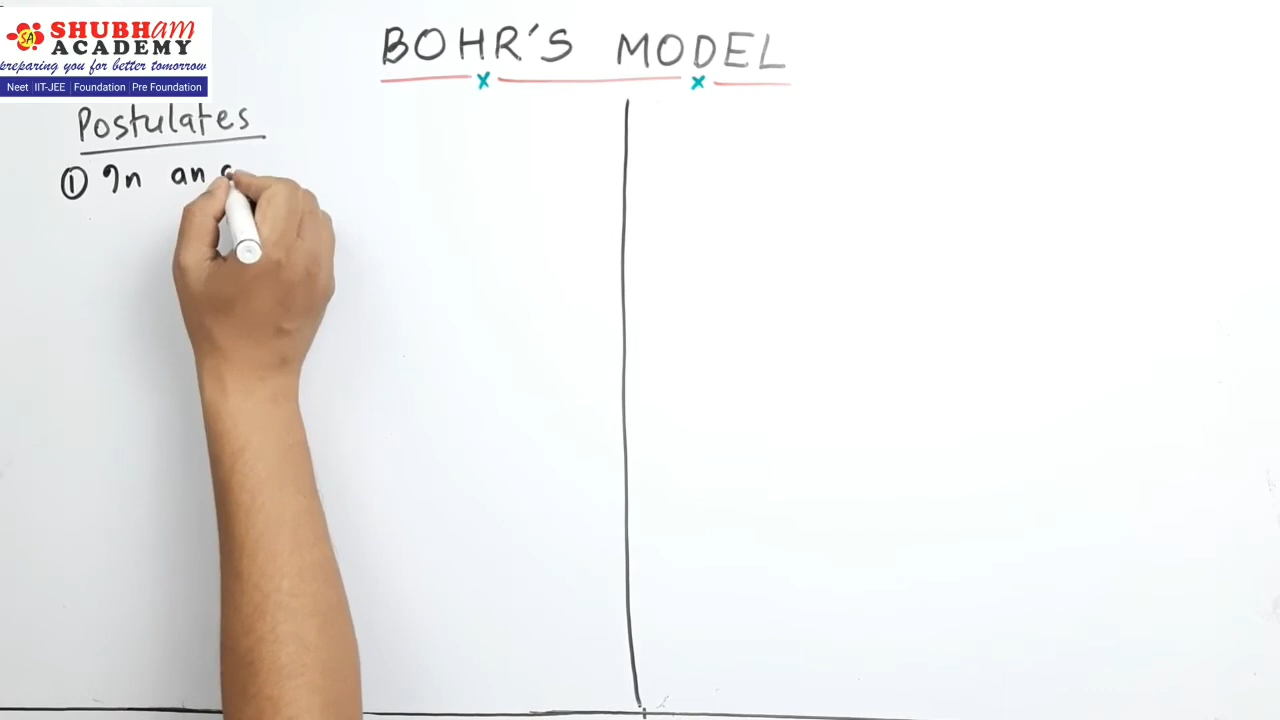 SHUBHAM
ACADEMY
SA
preparing you for better tomorrow
Neet | IIT-JEE | Foundation | Pre Foundation
BOHR'S MODEL
Postulates
① In an